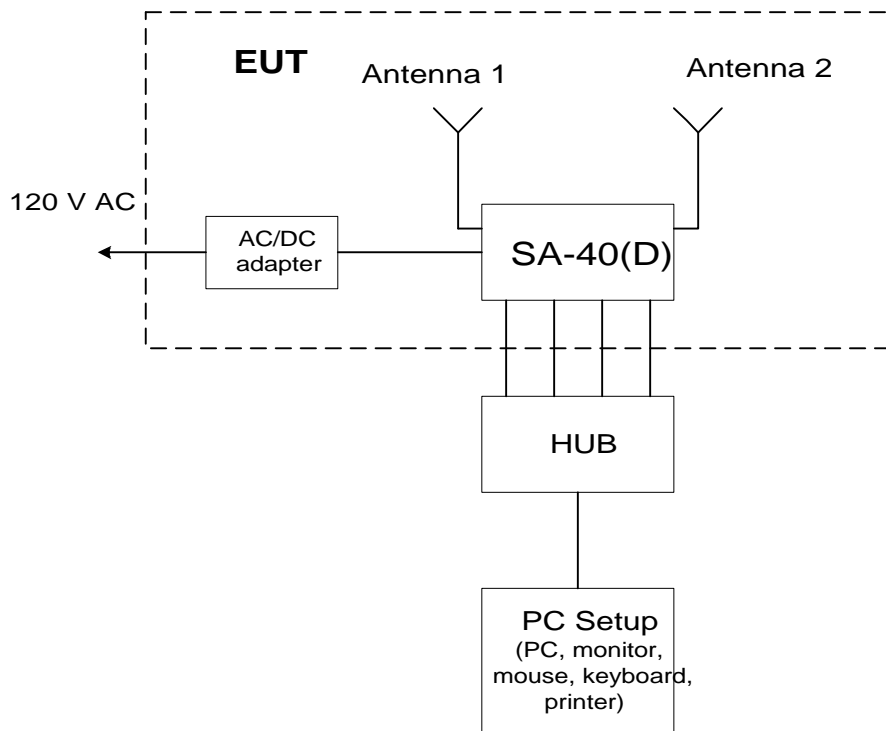 EUT
Antenna 1
Antenna 2
120 V AC
AC/DC
adapter
SA-40(D)
HUB
PC Setup
(PC, monitor,
mouse, keyboard,
printer)